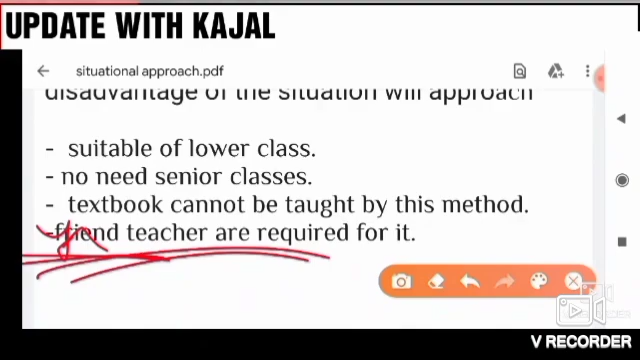 UPDATE WITH KAJAL
situational approach.pdf
disadvantage of the situation will approach
- suitable of lower class.
- no need senior classes.
- textbook cannot be taught by this method.
-friend teacher are required for it.
V RECORDER